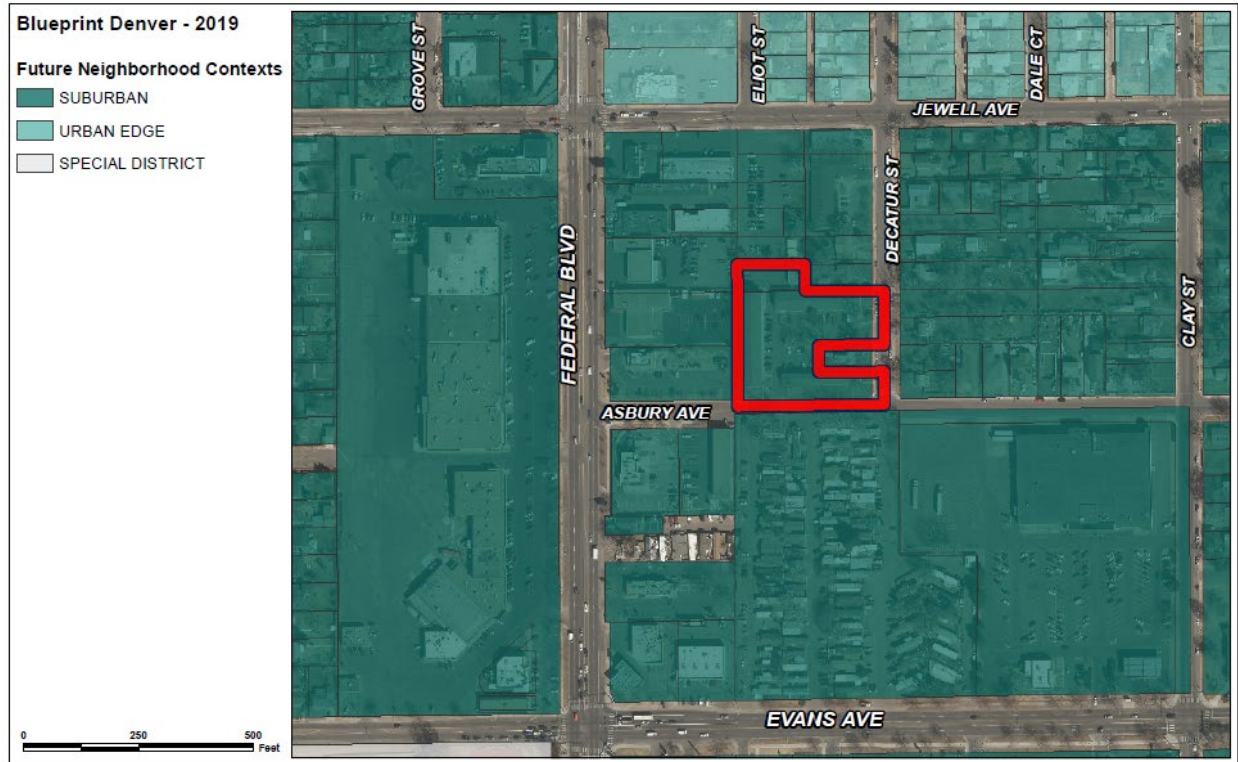 Blueprint Denver - 2019
Future Neighborhood Contexts
SUBURBAN
URBAN EDGE
SPECIAL DISTRICT
GROVE ST
ELIOT ST
DALE CT
JEWELL AVE
DECATUR ST
FEDERAL BLVD
CLAY ST
ASBURY AVE
EVANS AVE
0 250 500
Feet